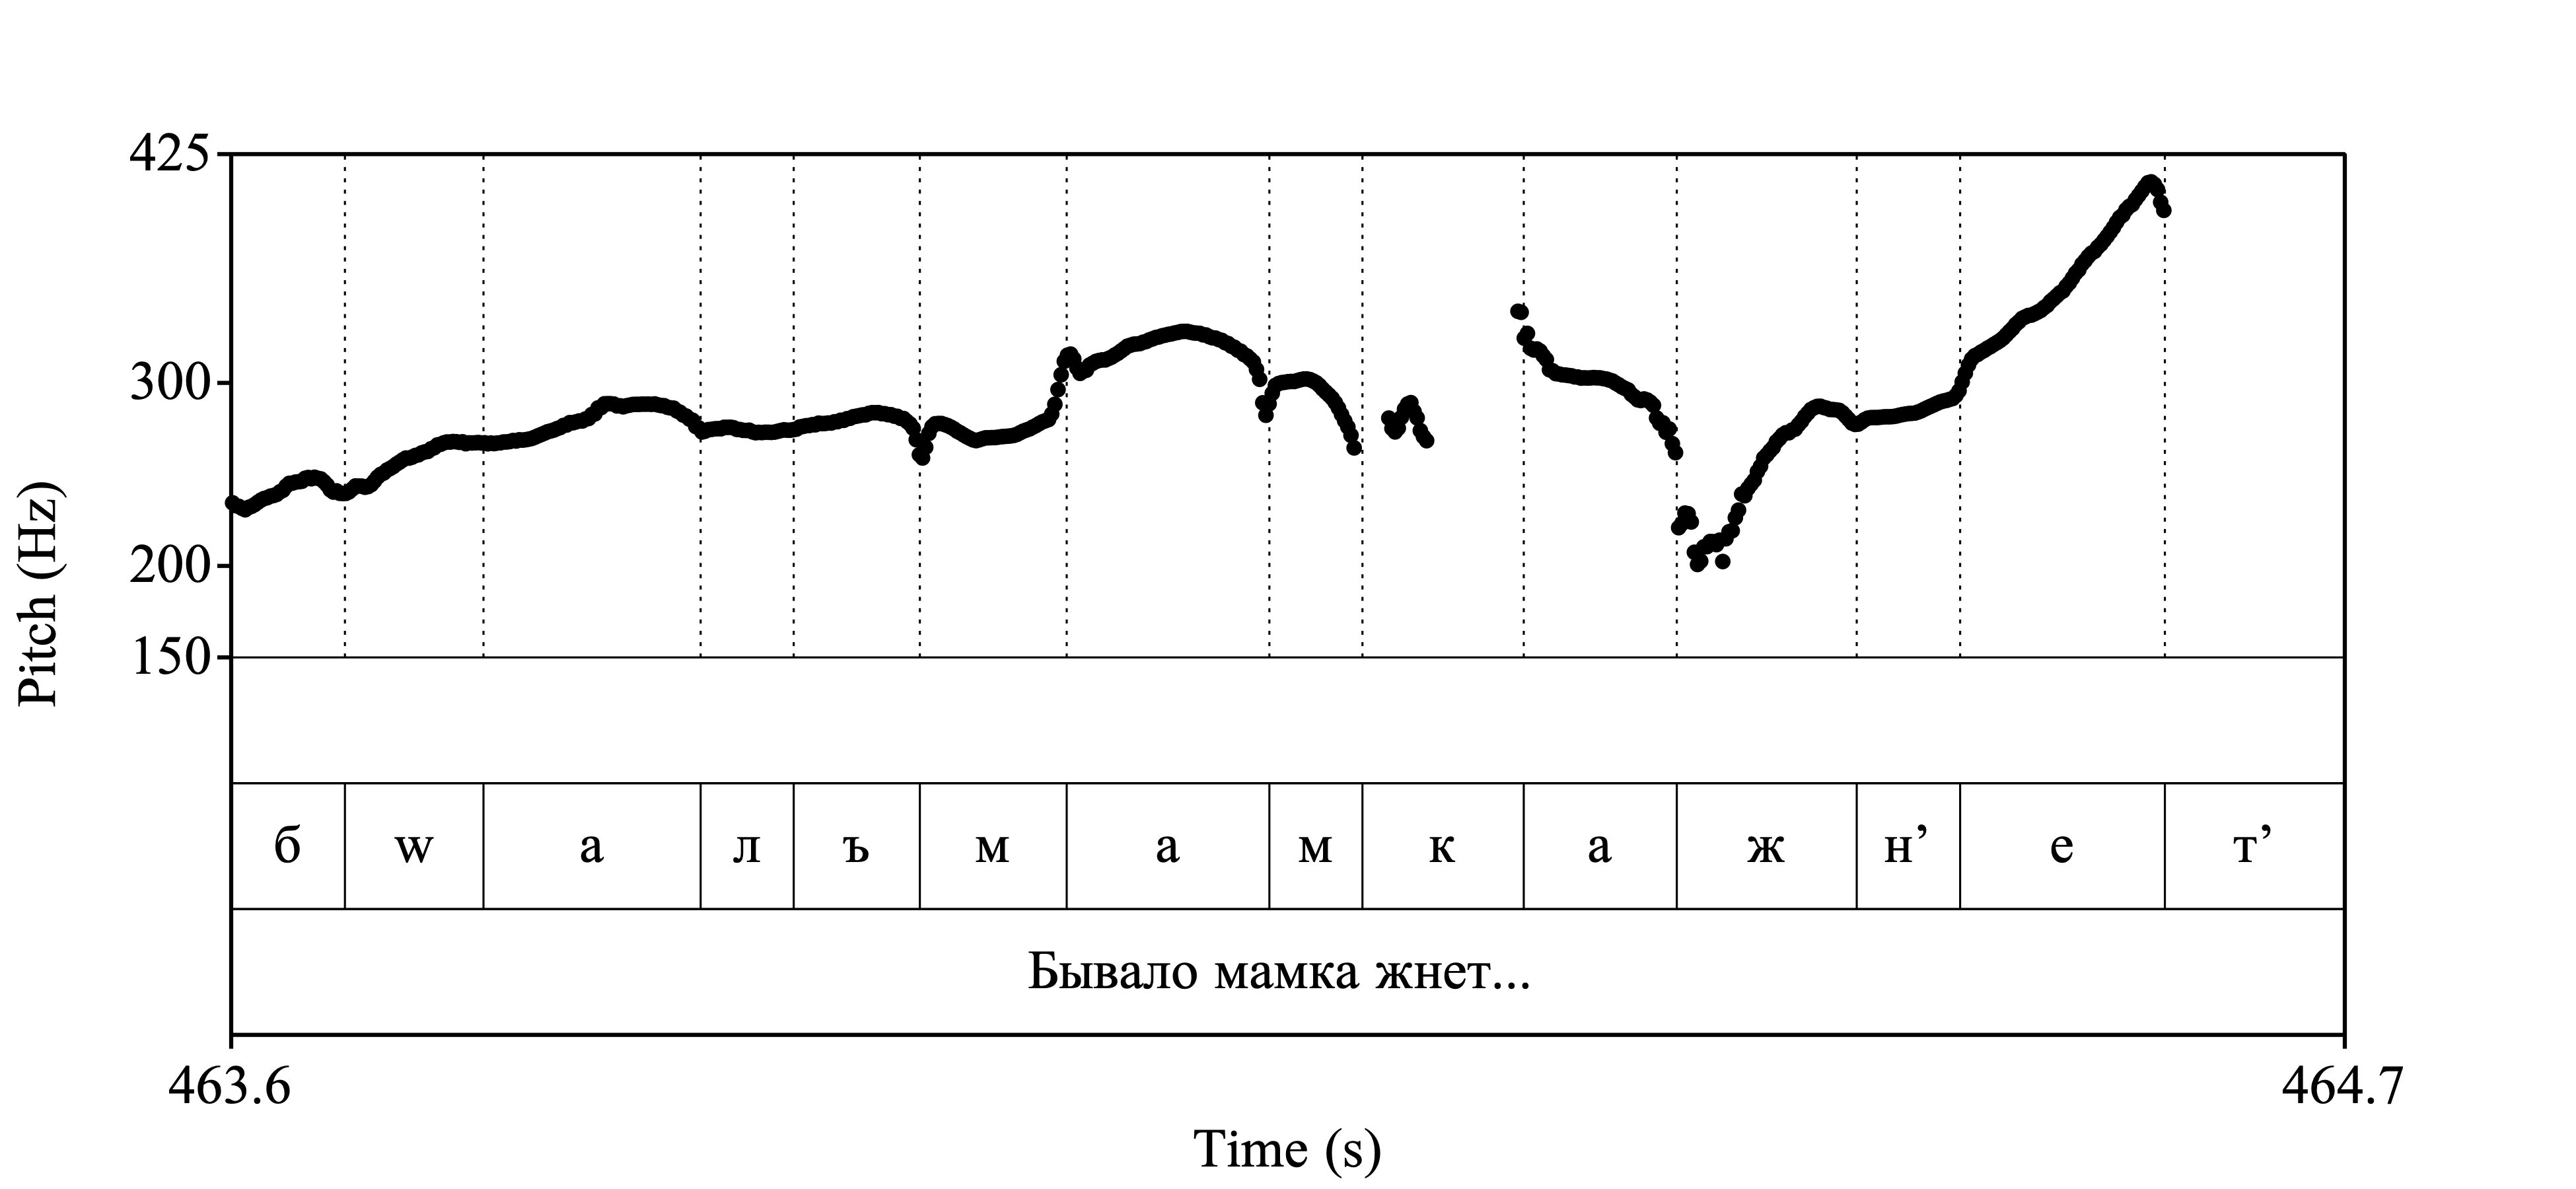 425
300
200
150
Pitch (Hz)
б w а л ъ м а м к а ж н’ е т’
Бывало мамка жнет...
463.6 464.7
Time (s)